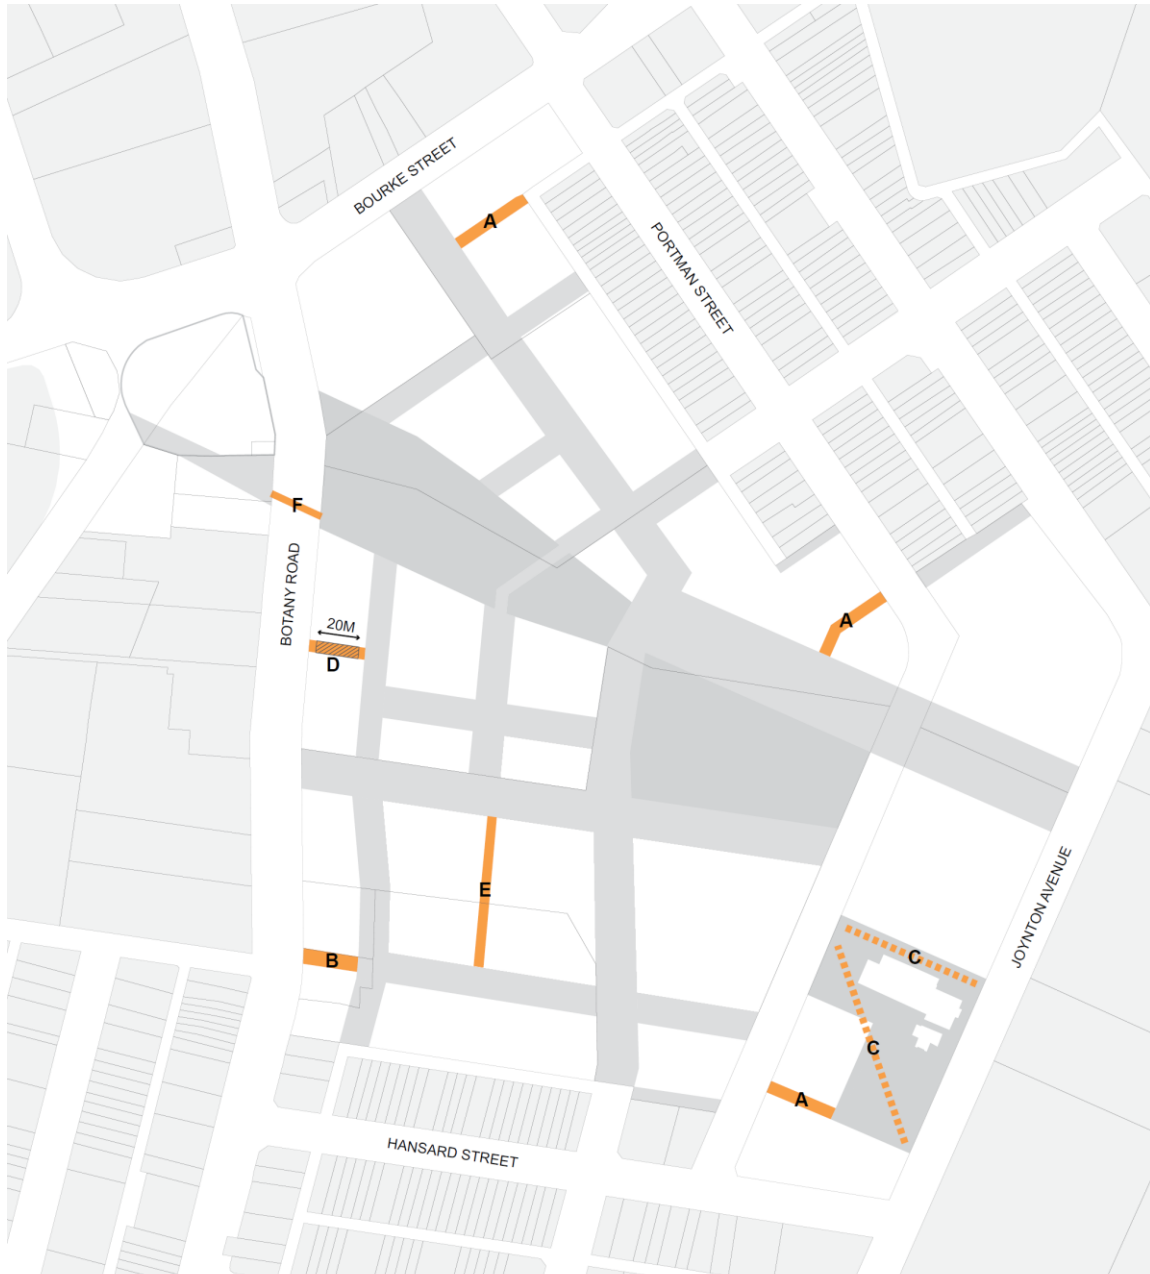 BOURKE STREET
A
PORTMAN STREET
F
BOTANY ROAD
20M
D
A
E
B
JOYNTON AVENUE
C
C
A
HANSARD STREET